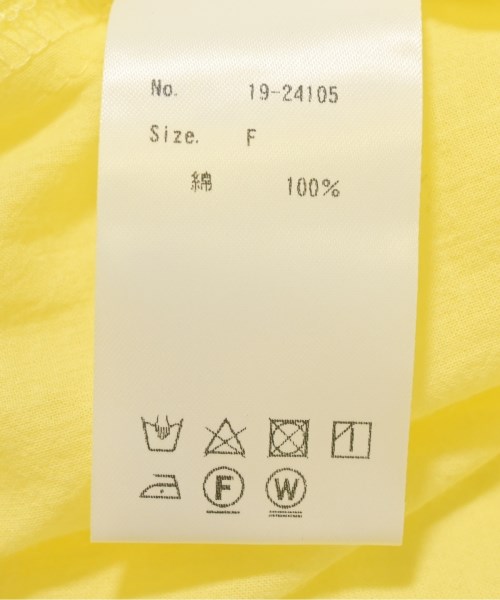 No. 19-24105
Size. F
綿 100%
F W